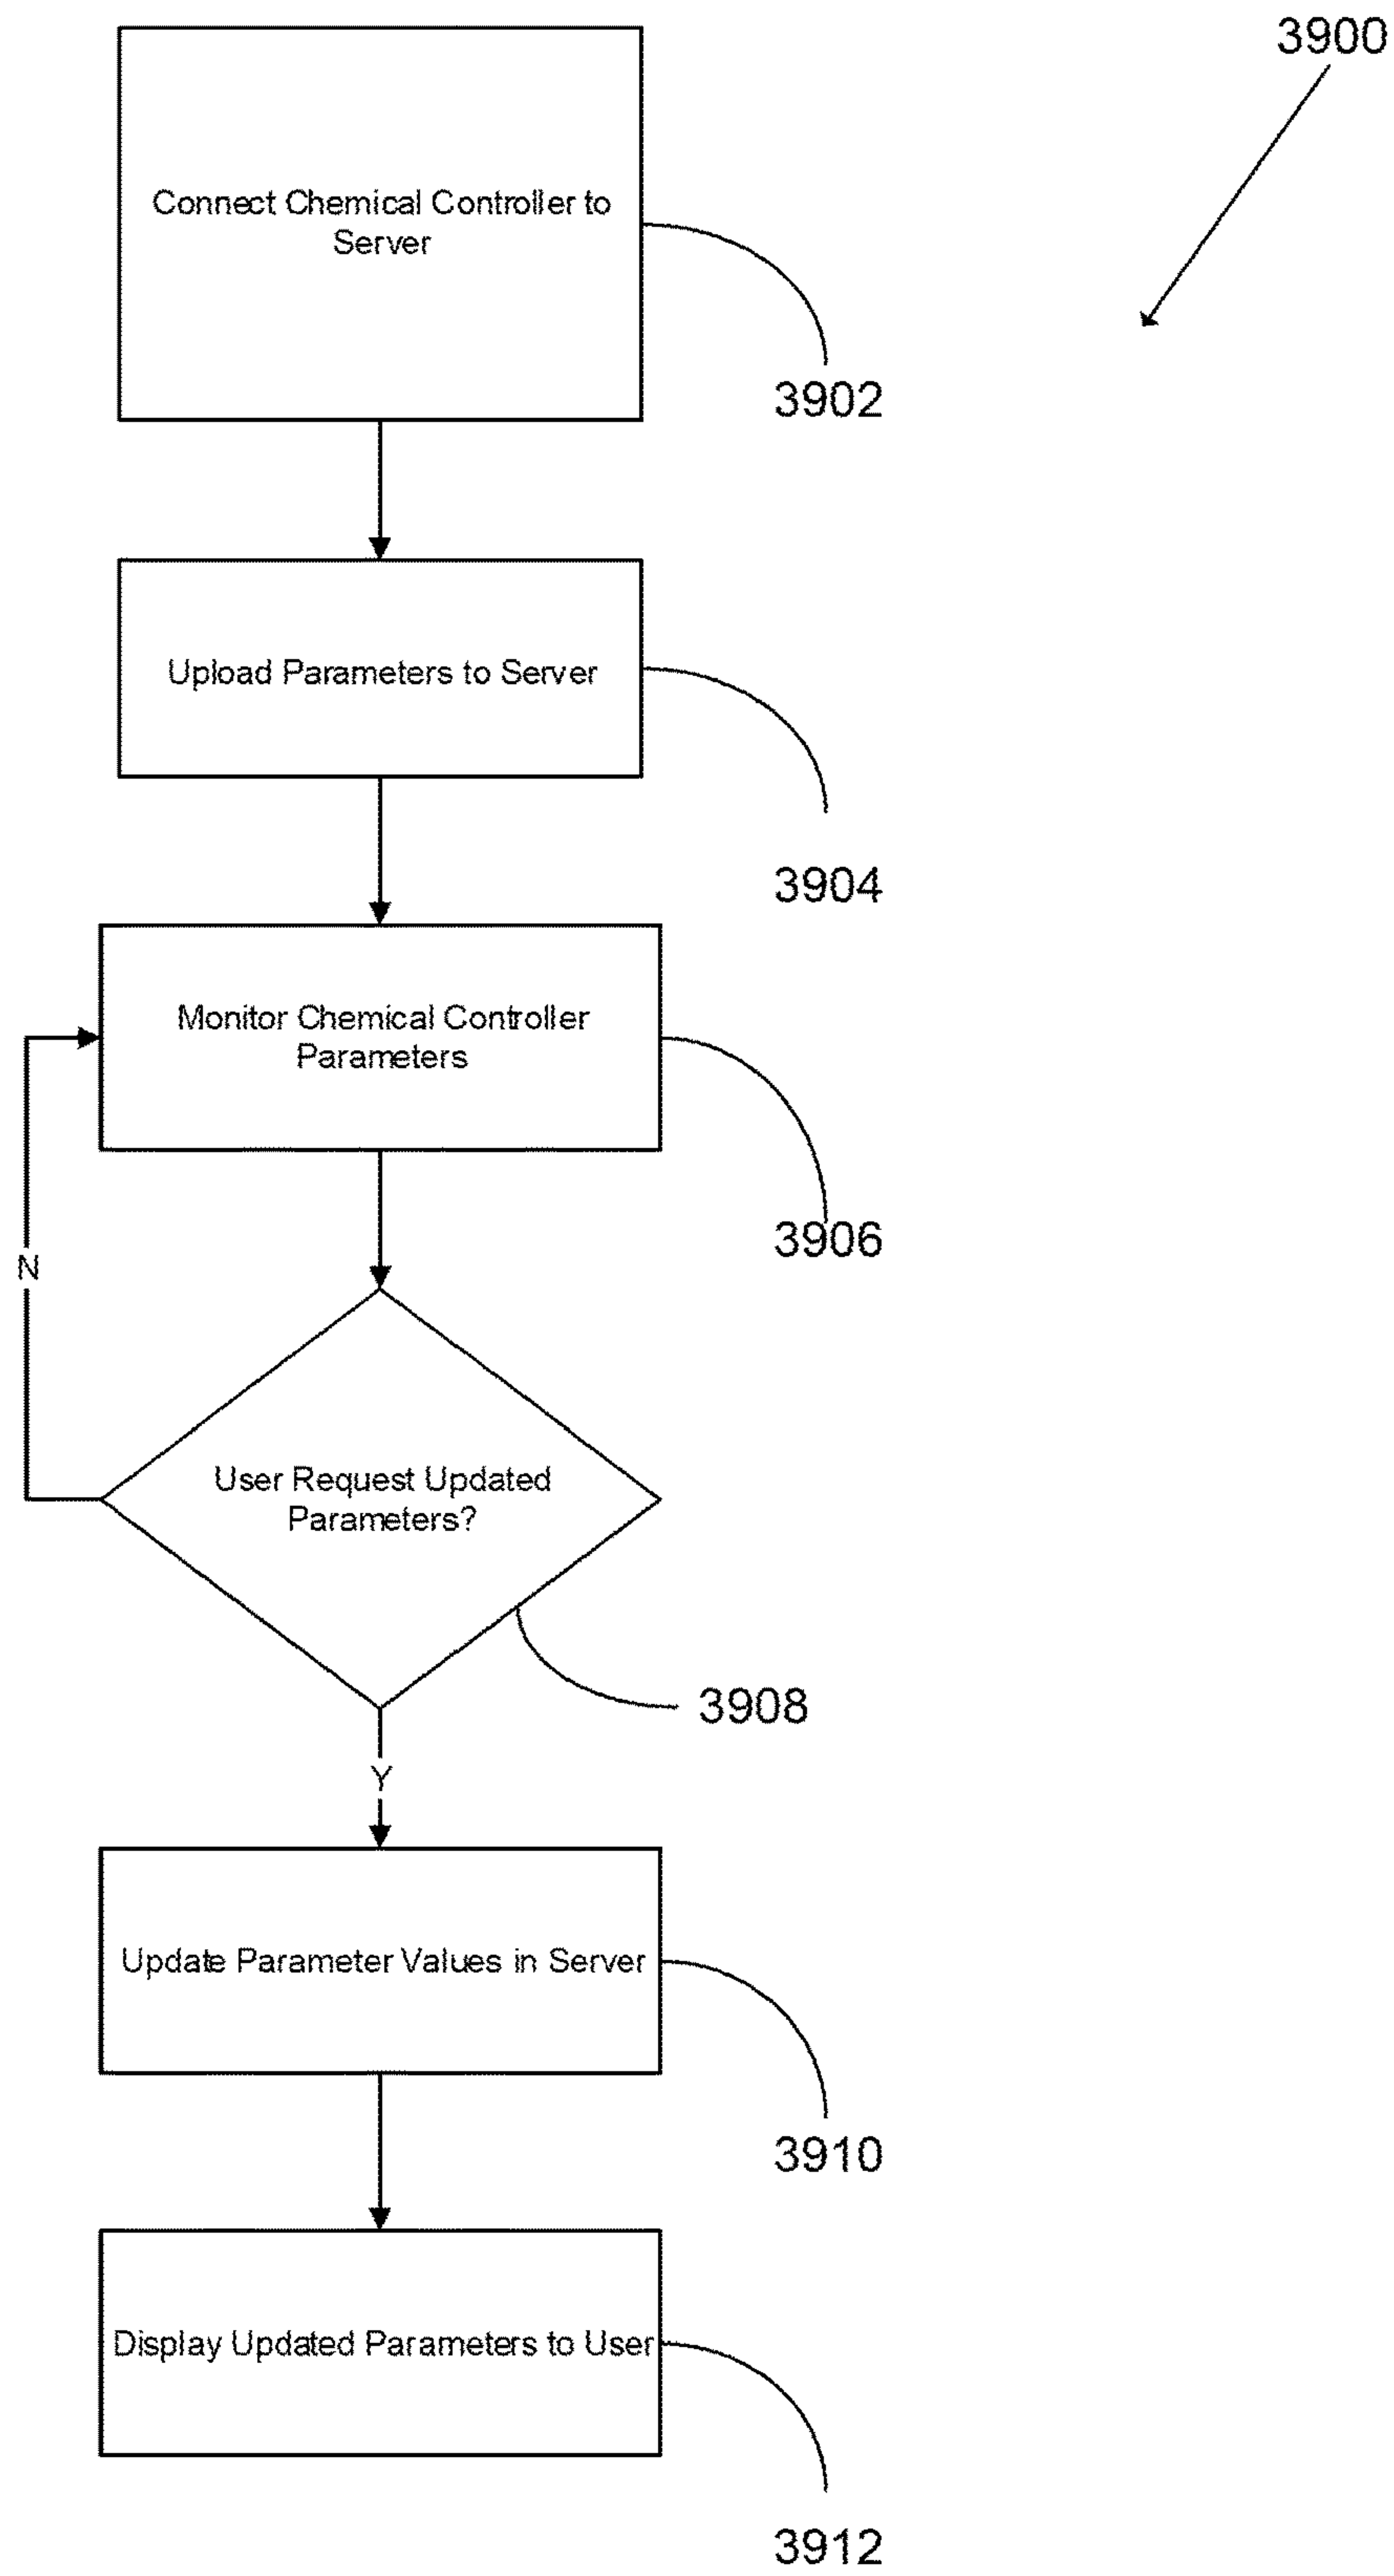 3900
Connect Chemical Controller to
Server
3902
Upload Parameters to Server
3904
Monitor Chemical Controller
Parameters
3906
N
User Request Updated
Parameters?
3908
Y
Update Parameter Values in Server
3910
Display Updated Parameters to User
3912